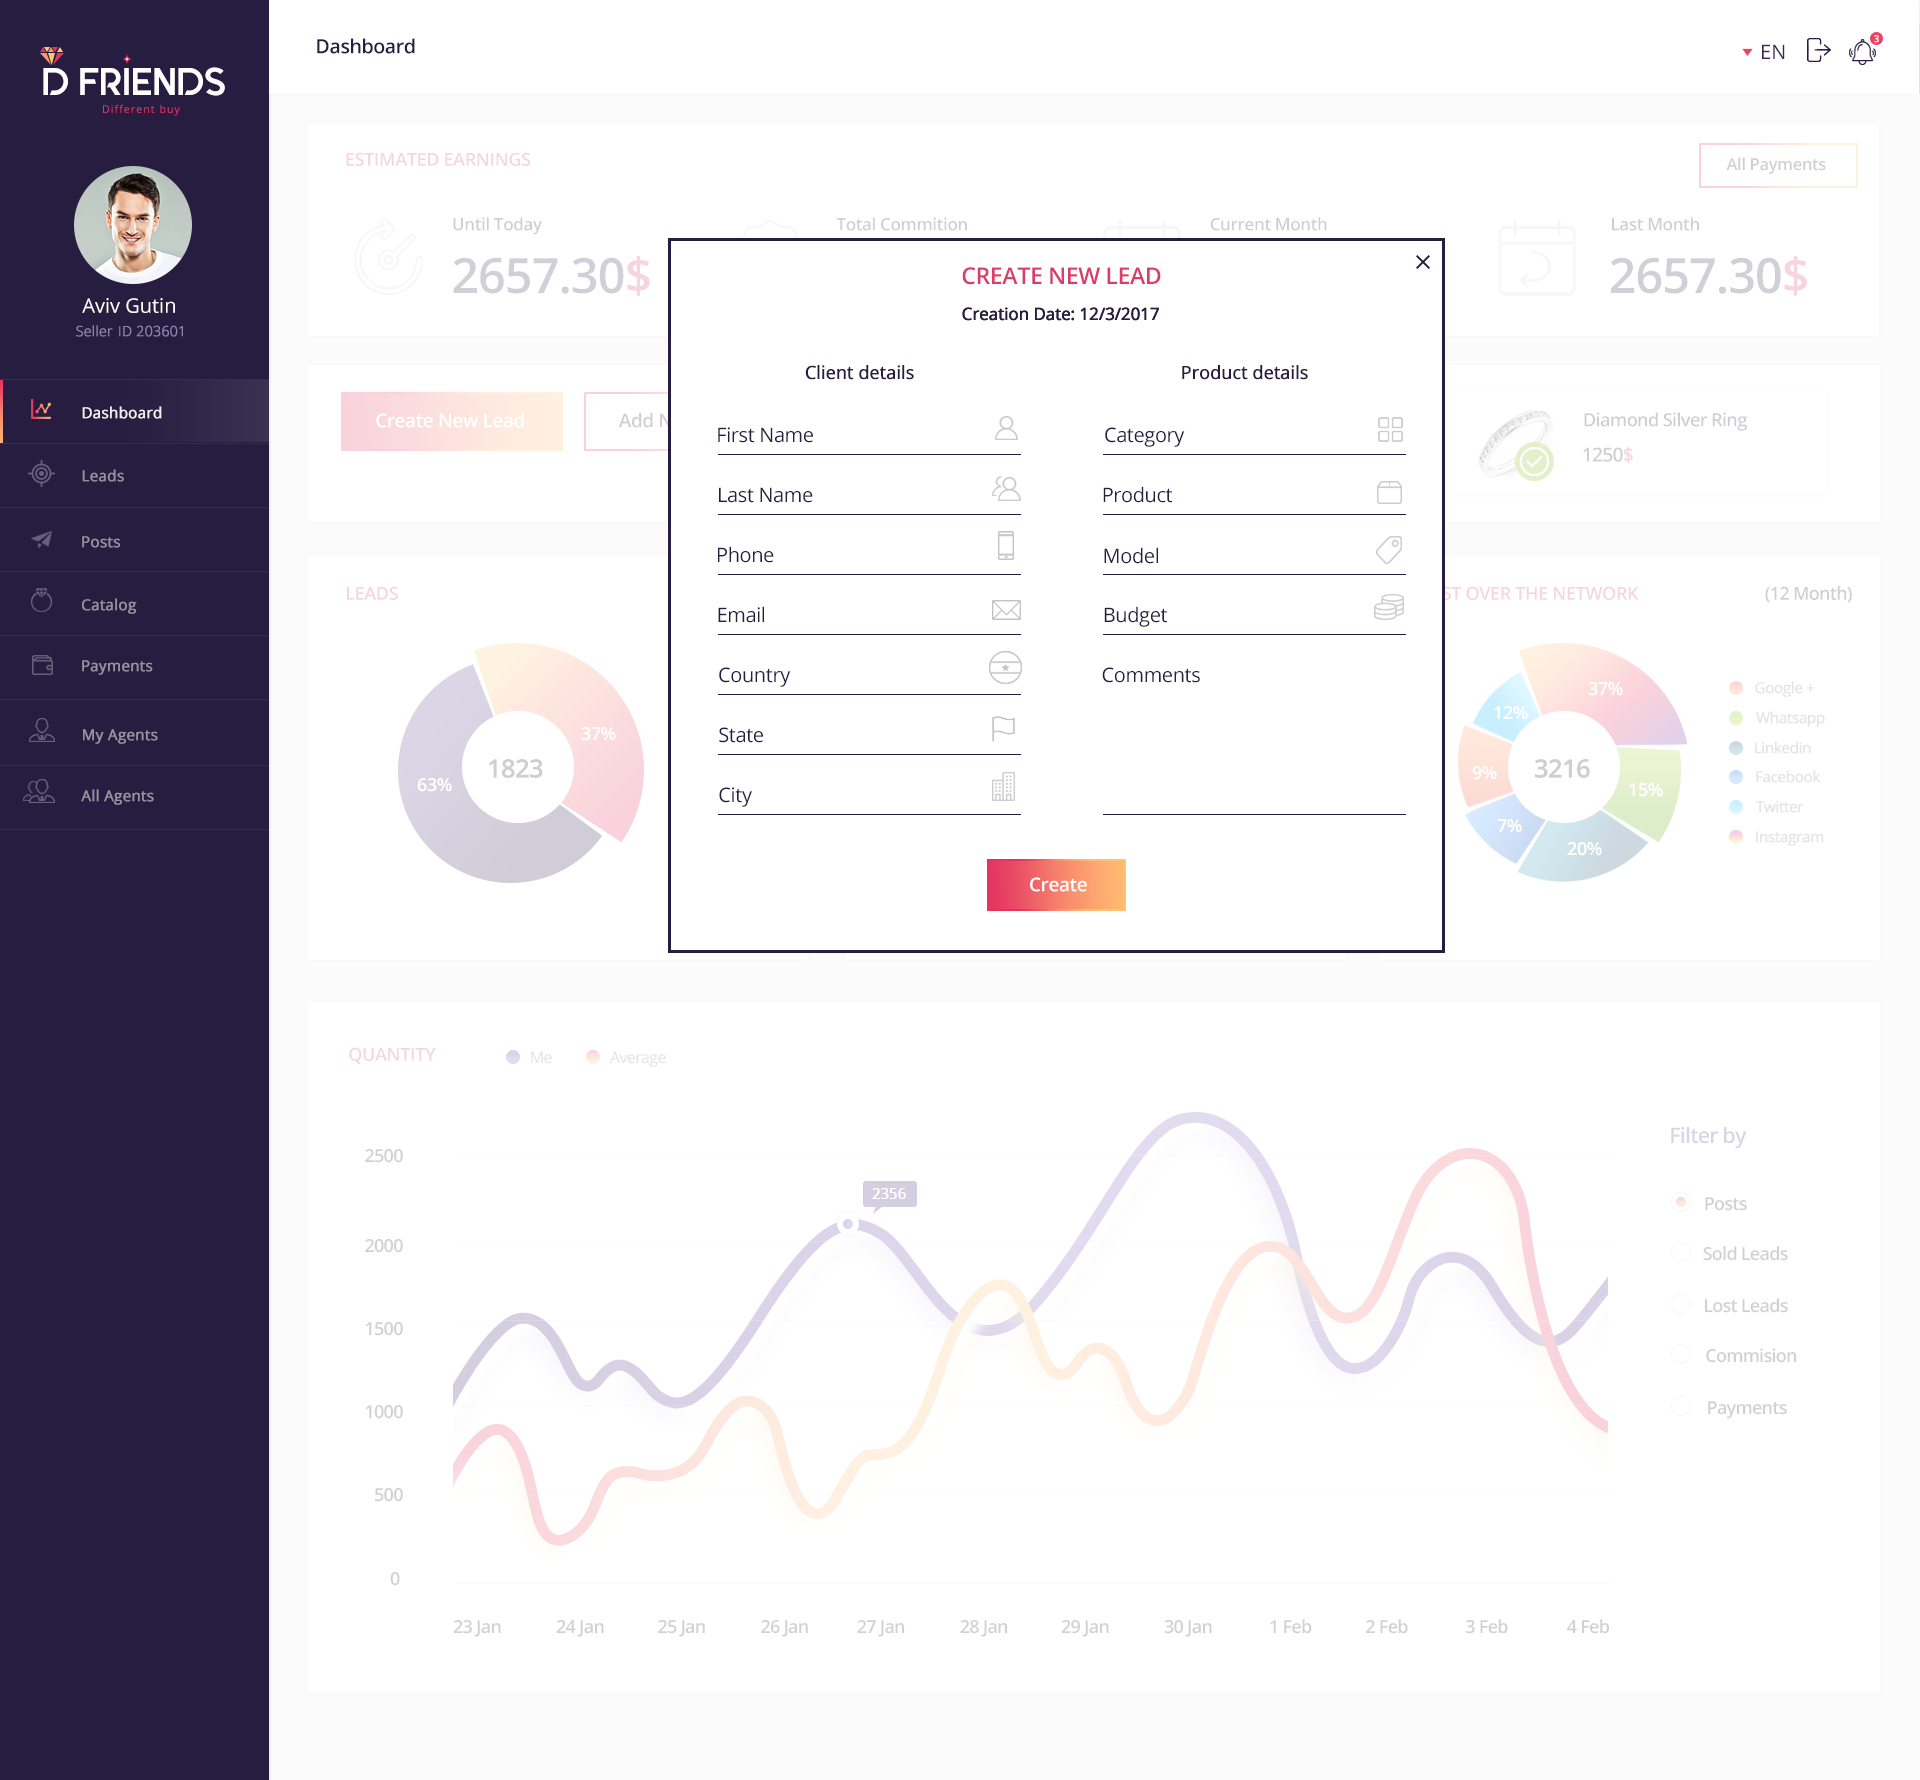 D FRIENDS
Different buy
Aviv Gutin
Seller ID 203601
Dashboard
Leads
Posts
Catalog
Payments
My Agents
All Agents
Dashboard
EN
3
ESTIMATED EARNINGS
All Payments
Until Today
2657.30$
Total Commition
Current Month
Last Month
2657.30$
Create New Lead
Add N
Diamond Silver Ring
1250$
CREATE NEW LEAD
Creation Date: 12/3/2017
Client details
First Name
Last Name
Phone
Email
Country
State
City
Product details
Category
Product
Model
Budget
Comments
Create
LEADS
37%
63%
1823
ST OVER THE NETWORK
(12 Month)
37%
12%
9%
15%
7%
20%
3216
Google +
Whatsapp
Linkedin
Facebook
Twitter
Instagram
QUANTITY
Me
Average
2500
2000
1500
1000
500
0
2356
23 Jan
24 Jan
25 Jan
26 Jan
27 Jan
28 Jan
29 Jan
30 Jan
1 Feb
2 Feb
3 Feb
4 Feb
Filter by
Posts
Sold Leads
Lost Leads
Commision
Payments